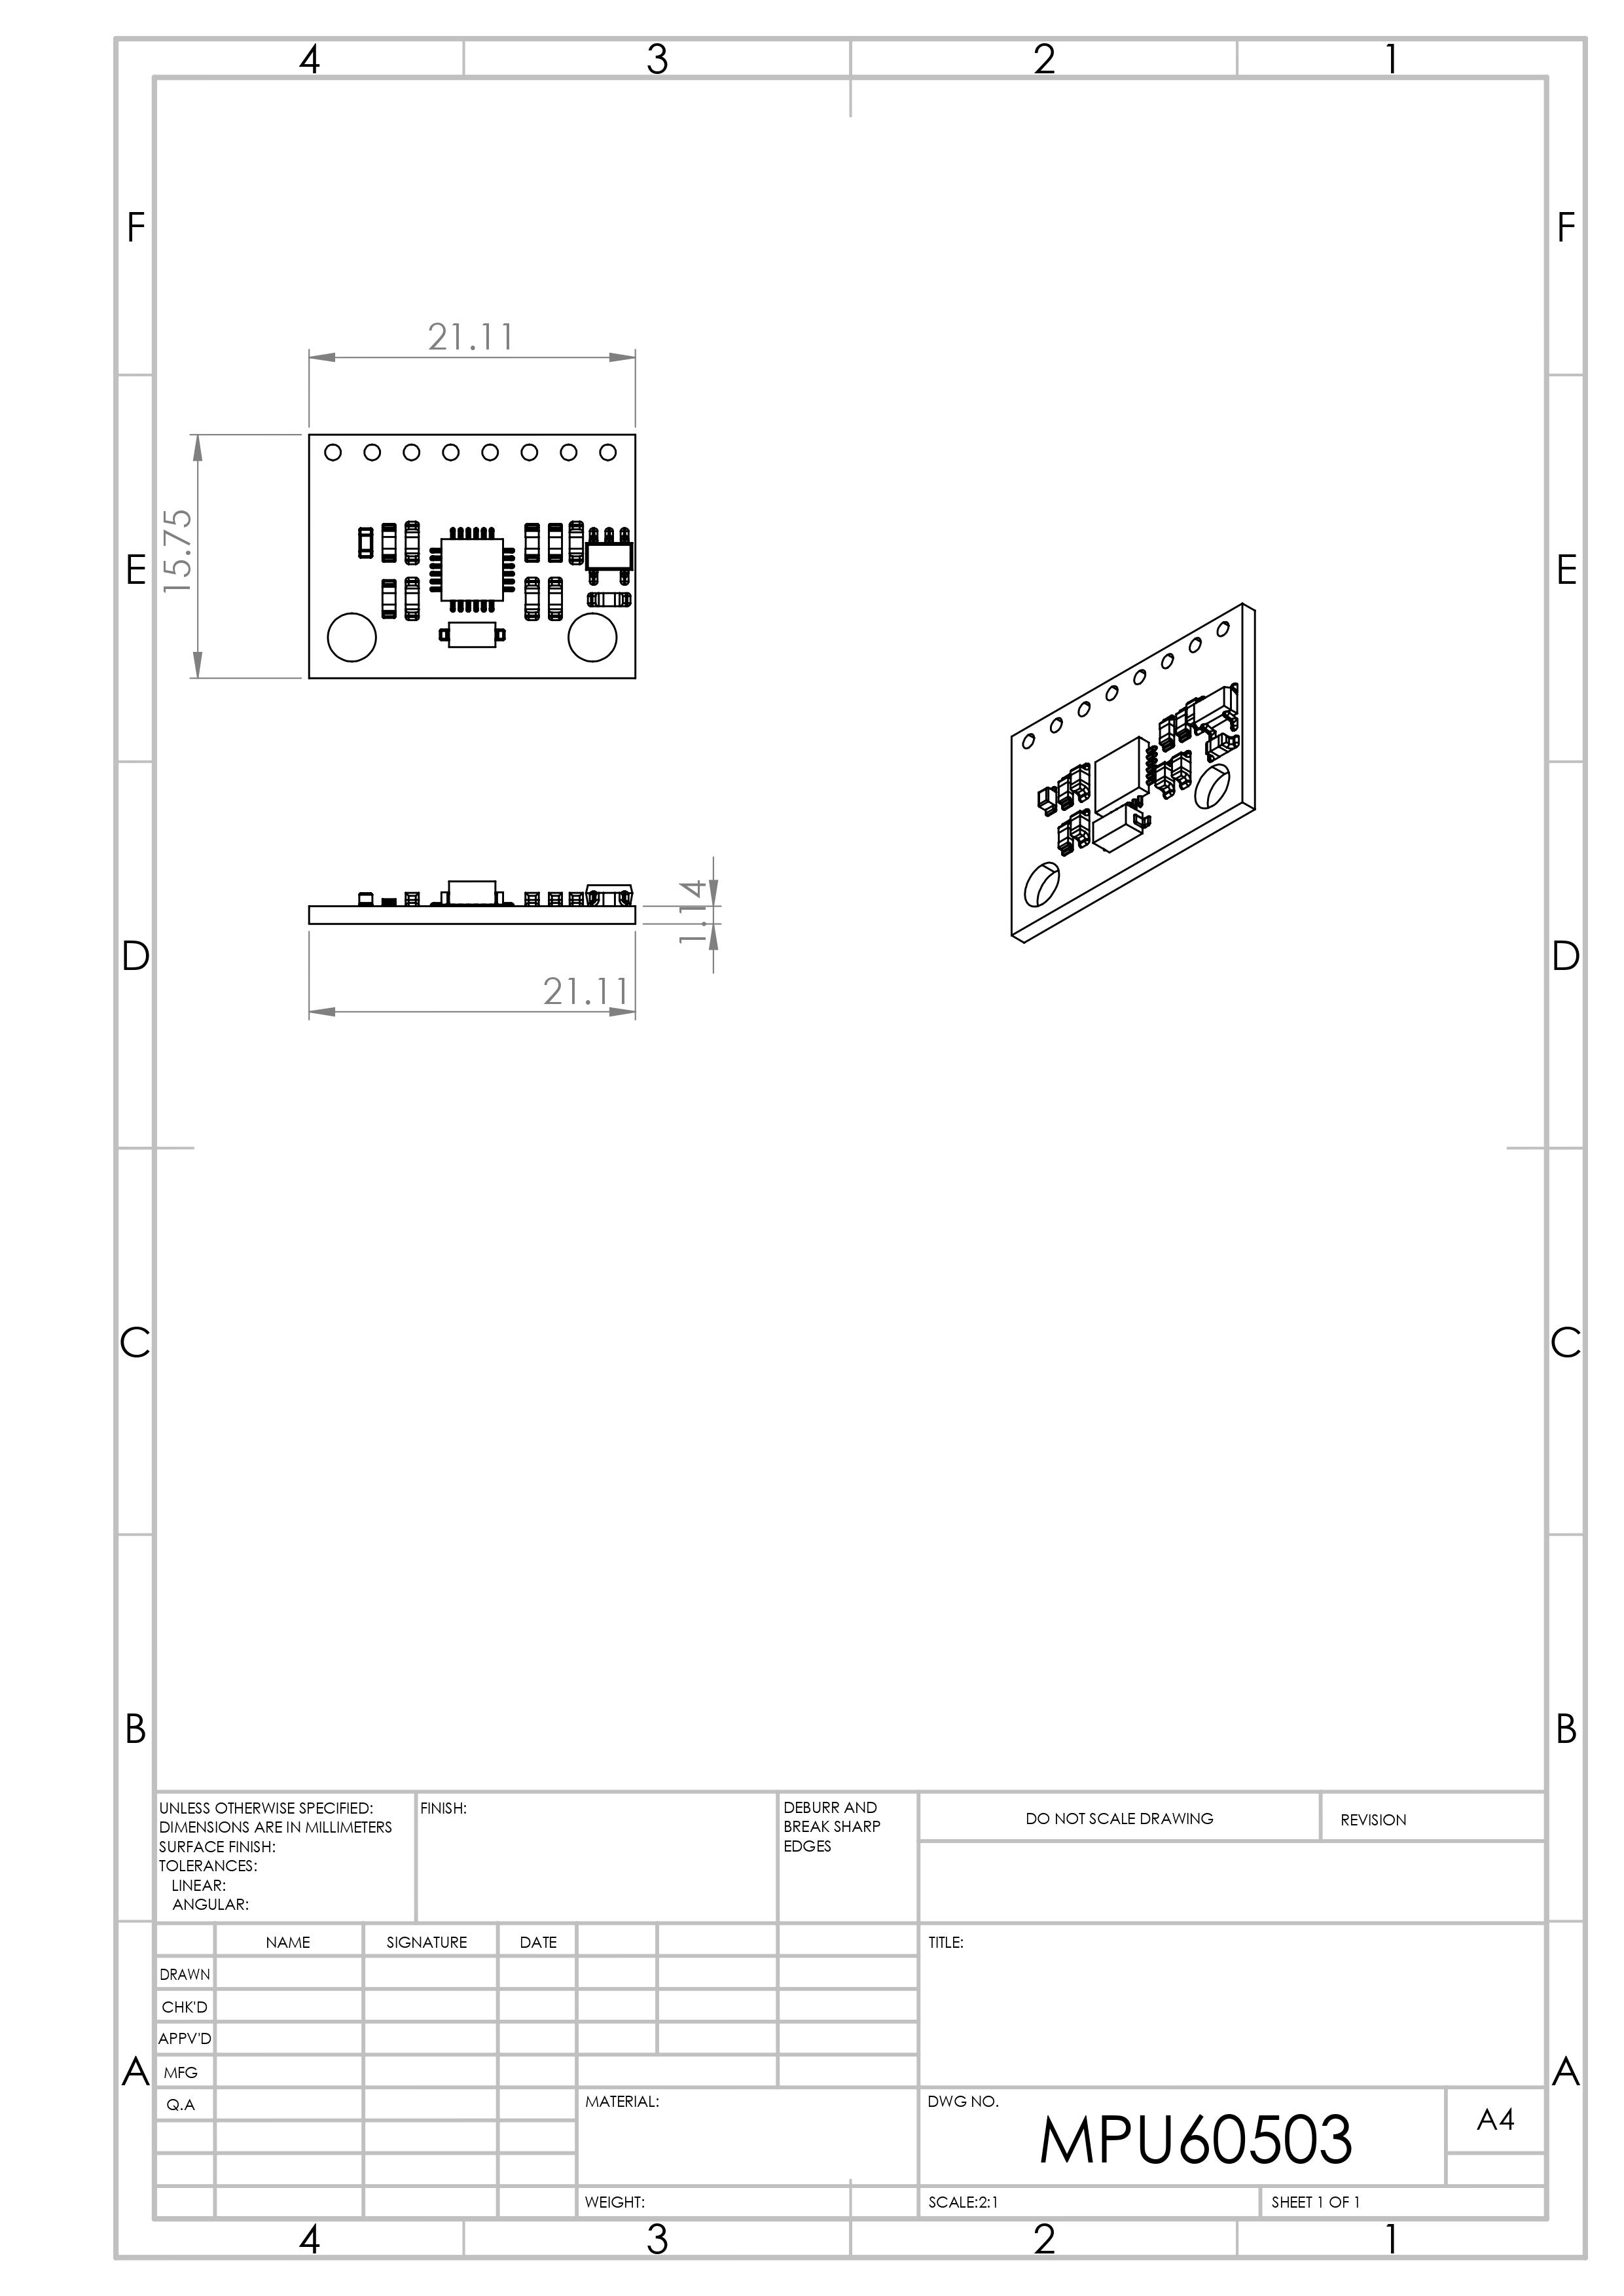 4 3 2 1
F F
21.11
15.75
E E
1.14
D D
21.11
C C
B B
UNLESS OTHERWISE SPECIFIED:
DIMENSIONS ARE IN MILLIMETERS
SURFACE FINISH:
TOLERANCES:
LINEAR:
ANGULAR:
FINISH:
DEBURR AND
BREAK SHARP
EDGES
DO NOT SCALE DRAWING
REVISION
NAME SIGNATURE DATE
DRAWN
CHK'D
APPV'D
MFG
Q.A
TITLE:
A A
MATERIAL:
DWG NO.
MPU60503
A4
WEIGHT:
SCALE:2:1
SHEET 1 OF 1
4 3 2 1